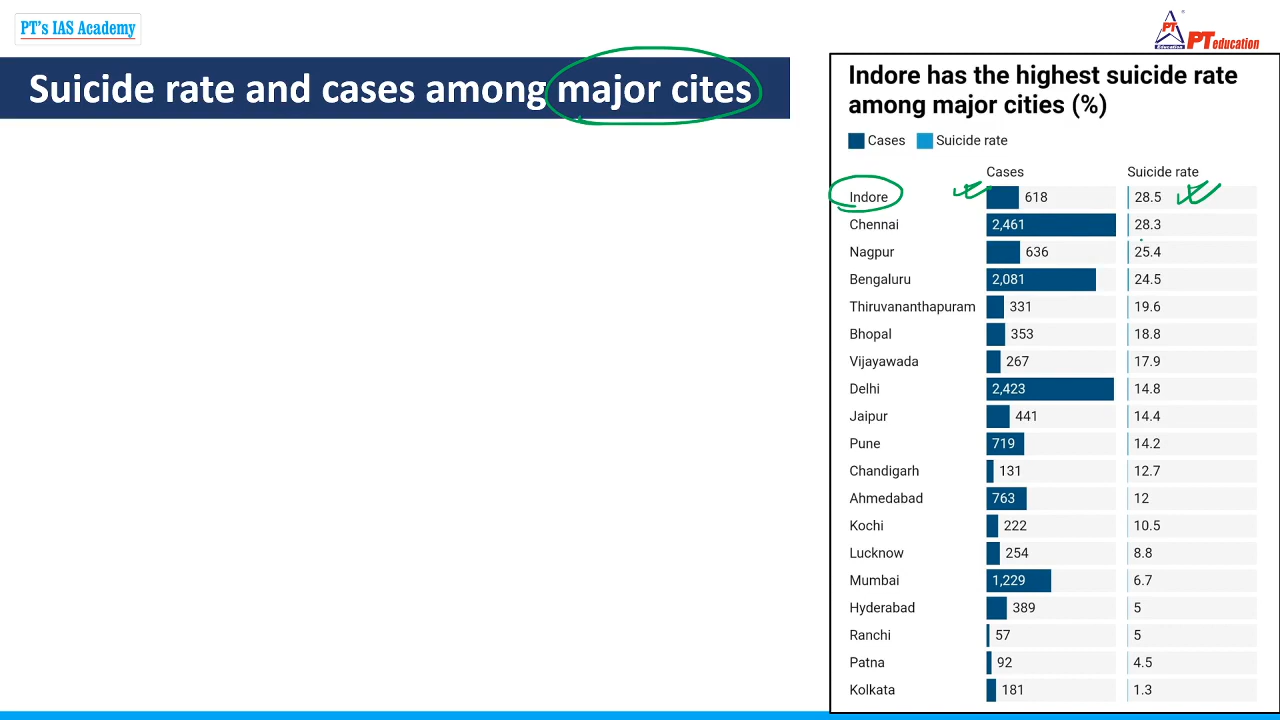 PT's IAS Academy
PT
Education
PT education
Suicide rate and cases among major cites
Indore has the highest suicide rate
among major cities (%)
Cases Suicide rate
Cases Suicide rate
Indore 618 28.5
Chennai 2,461 28.3
Nagpur 636 25.4
Bengaluru 2,081 24.5
Thiruvananthapuram 331 19.6
Bhopal 353 18.8
Vijayawada 267 17.9
Delhi 2,423 14.8
Jaipur 441 14.4
Pune 719 14.2
Chandigarh 131 12.7
Ahmedabad 763 12
Kochi 222 10.5
Lucknow 254 8.8
Mumbai 1,229 6.7
Hyderabad 389 5
Ranchi 57 5
Patna 92 4.5
Kolkata 181 1.3